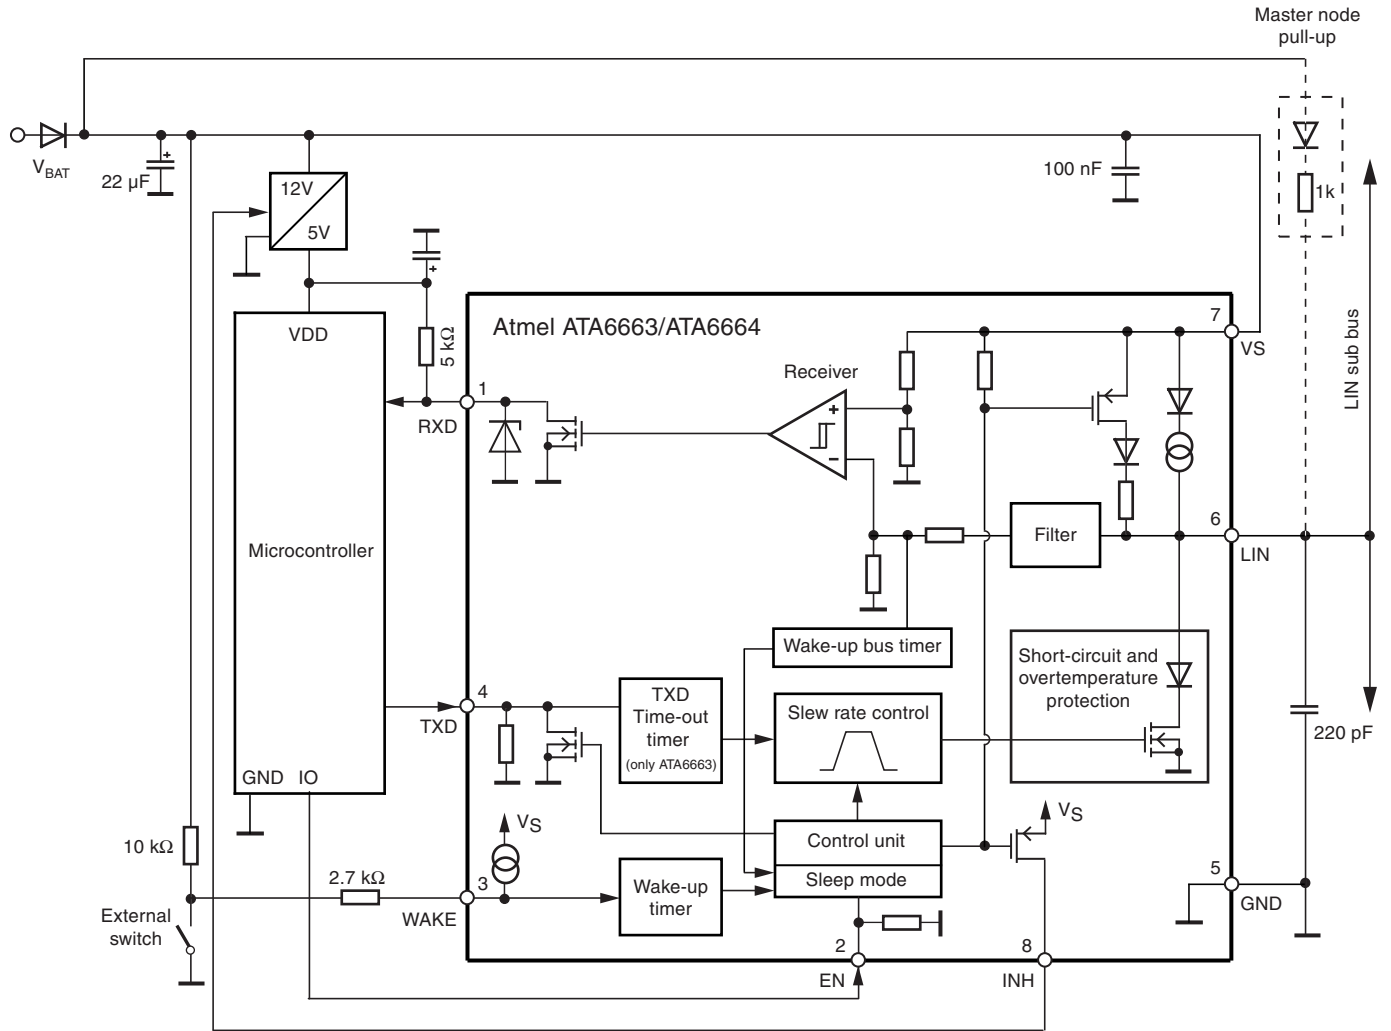 Master node
pull-up
VBAT
22 µF
12V
5V
100 nF
1k
LIN sub bus
VDD
5 kΩ
Atmel ATA6663/ATA6664
7
VS
Receiver
+
+
+
-
1
RXD
Microcontroller
Filter
6
LIN
Wake-up bus timer
Short-circuit and
overtemperature
protection
4
TXD
TXD
Time-out
timer
(only ATA6663)
Slew rate control
220 pF
GND IO
VS
VS
10 kΩ
Control unit
Sleep mode
2.7 kΩ
3
WAKE
Wake-up
timer
5
GND
External
switch
2
EN
8
INH